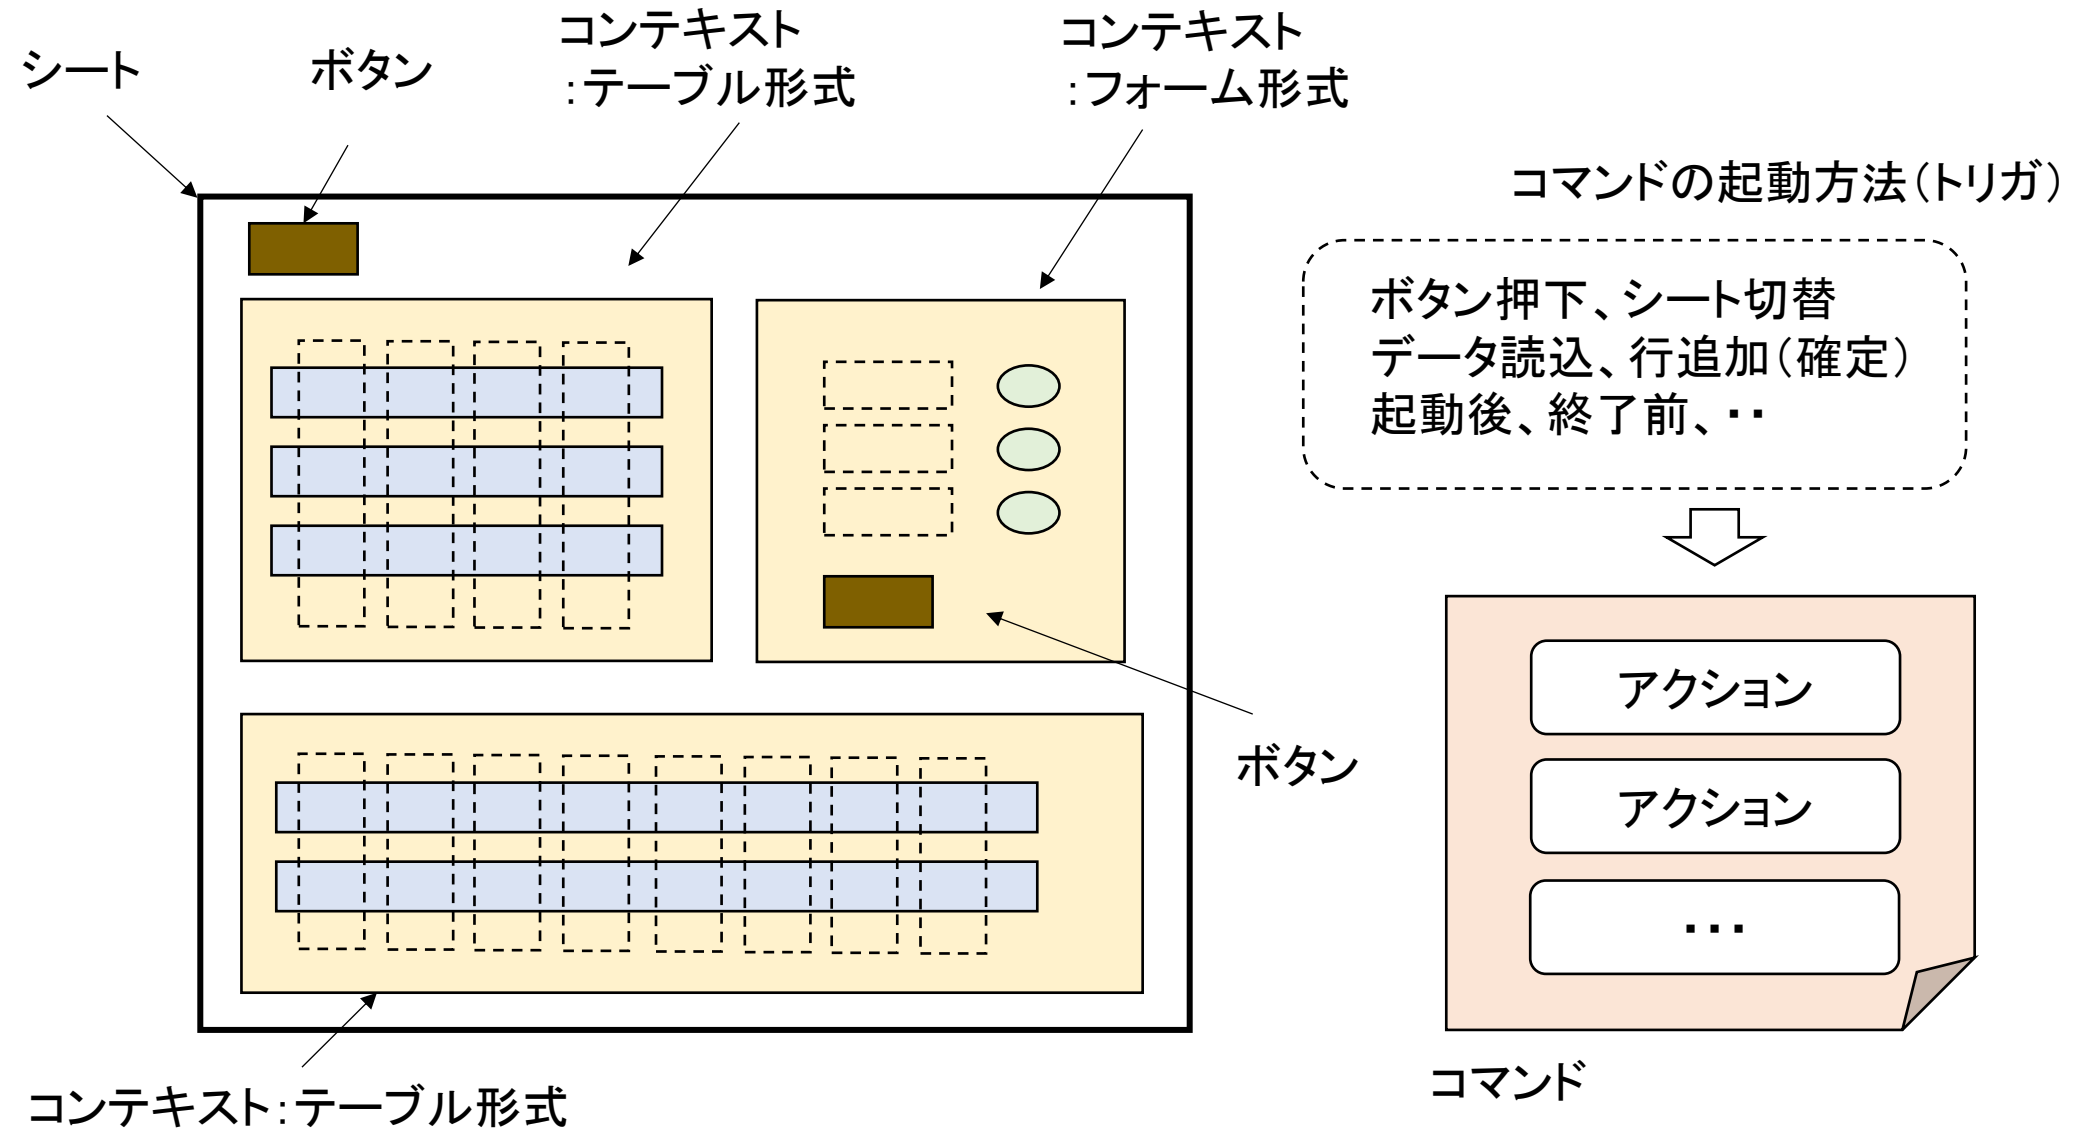 シート
ボタン
コンテキスト
：テーブル形式
コンテキスト
：フォーム形式
コマンドの起動方法（トリガ）
ボタン押下、シート切替
データ読込、行追加（確定）
起動後、終了前、・・
アクション
アクション
・・・
コマンド
ボタン
コンテキスト：テーブル形式